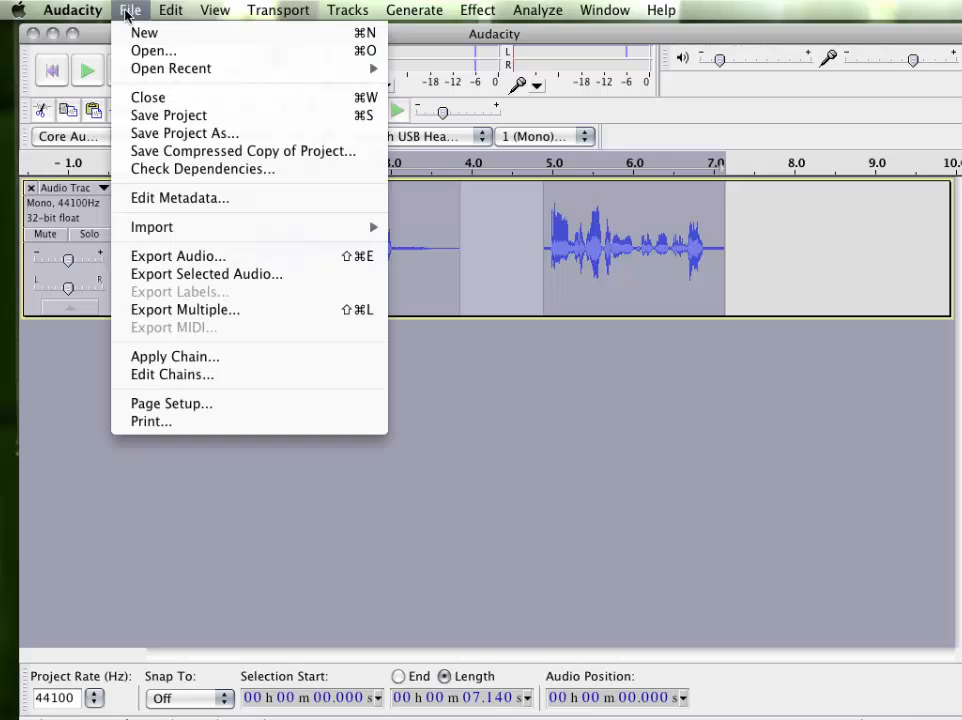 Audacity File Edit View Transport Tracks Generate Effect Analyze Window Help
Audacity
New ⌘N
Open... ⌘O
Open Recent
Close ⌘W
Save Project ⌘S
Save Project As...
Save Compressed Copy of Project...
Check Dependencies...
Edit Metadata...
Import
Export Audio... ⇧⌘E
Export Selected Audio...
Export Labels...
Export Multiple... ⇧⌘L
Export MIDI...
Apply Chain...
Edit Chains...
Page Setup...
Print...
L
R
-18 -12 -6 0
-18 -12 -6 0
- +
- +
- +
Core Au... h USB Hea... 1 (Mono)...
- 1.0 3.0 4.0 5.0 6.0 7.0 8.0 9.0 10.
Audio Trac
Mono, 44100Hz
32-bit float
Mute Solo
- +
L R
Project Rate (Hz): Snap To: Selection Start: End Length Audio Position:
44100 Off 00 h 00 m 00.000 s 00 h 00 m 07.140 s 00 h 00 m 00.000 s